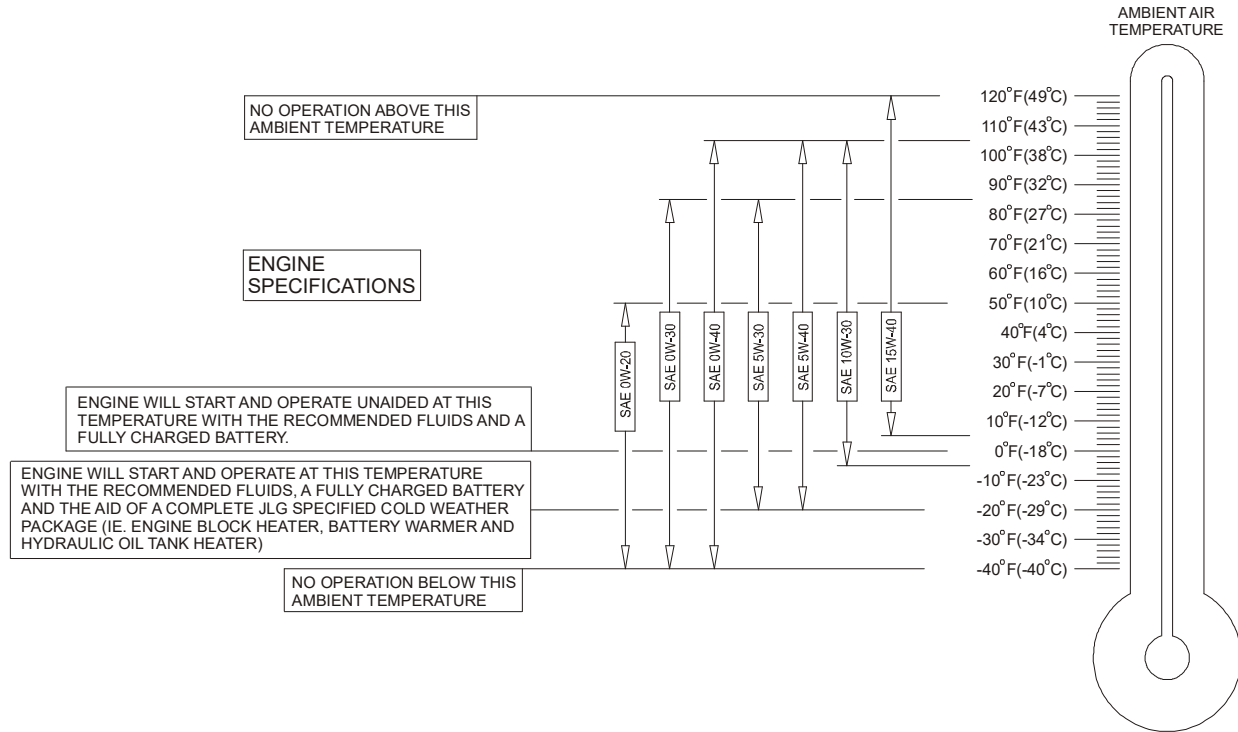 AMBIENT AIR
TEMPERATURE
NO OPERATION ABOVE THIS
AMBIENT TEMPERATURE
120°F(49°C)
110°F(43°C)
100°F(38°C)
90°F(32°C)
80°F(27°C)
70°F(21°C)
60°F(16°C)
50°F(10°C)
40°F(4°C)
30°F(-1°C)
20°F(-7°C)
10°F(-12°C)
0°F(-18°C)
-10°F(-23°C)
-20°F(-29°C)
-30°F(-34°C)
-40°F(-40°C)
ENGINE
SPECIFICATIONS
SAE 0W-20
SAE 0W-30
SAE 0W-40
SAE 5W-30
SAE 5W-40
SAE 10W-30
SAE 15W-40
ENGINE WILL START AND OPERATE UNAIDED AT THIS
TEMPERATURE WITH THE RECOMMENDED FLUIDS AND A
FULLY CHARGED BATTERY.
ENGINE WILL START AND OPERATE AT THIS TEMPERATURE
WITH THE RECOMMENDED FLUIDS, A FULLY CHARGED BATTERY
AND THE AID OF A COMPLETE JLG SPECIFIED COLD WEATHER
PACKAGE (IE. ENGINE BLOCK HEATER, BATTERY WARMER AND
HYDRAULIC OIL TANK HEATER)
NO OPERATION BELOW THIS
AMBIENT TEMPERATURE